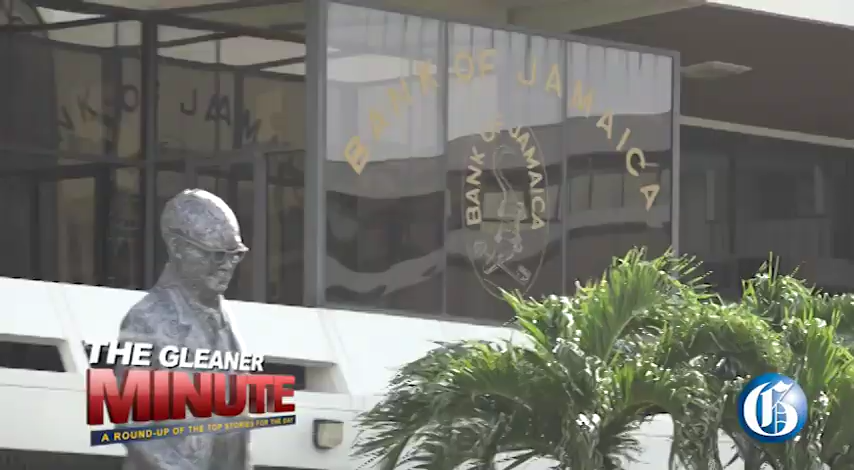 BANK OF JAMAICA
BANK OF JAMAICA
THE GLEANER
MINUTE
A ROUND-UP OF THE TOP STORIES FOR THE DAY
G